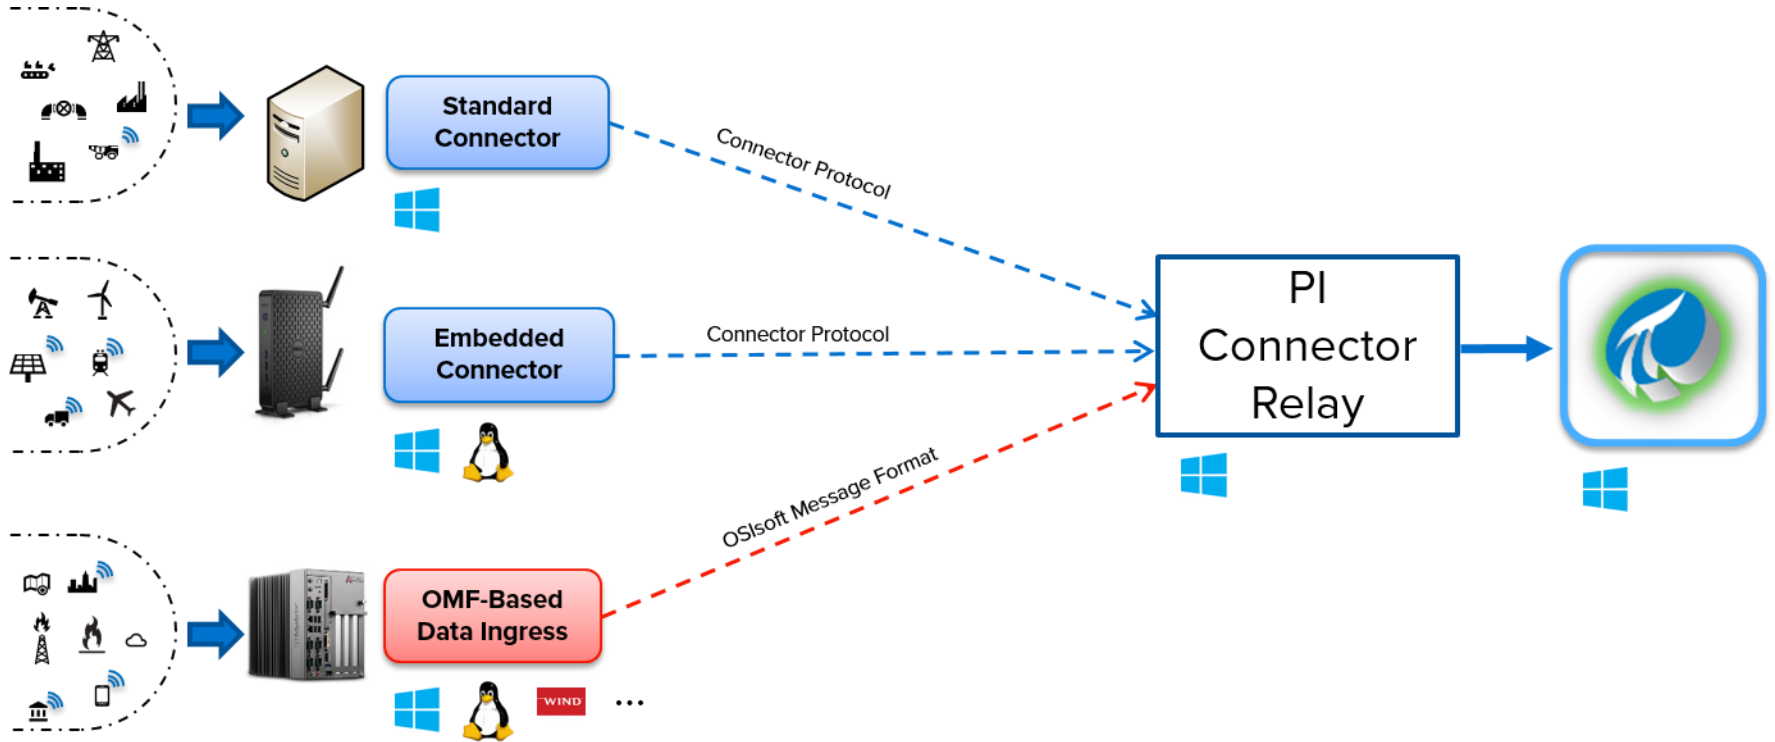 Standard
Connector
Connector Protocol
Embedded
Connector
Connector Protocol
PI
Connector
Relay
OSIsoft Message Format
OMF-Based
Data Ingress
WIND
...